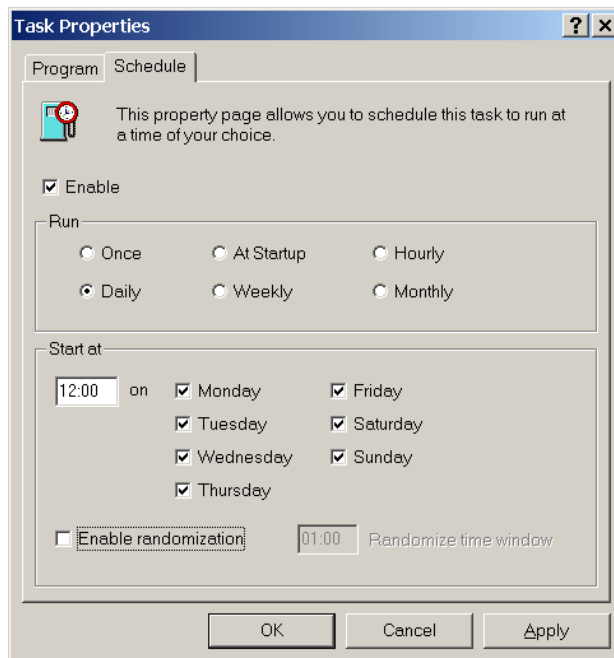 Task Properties
Program Schedule
This property page allows you to schedule this task to run at
a time of your choice.
Enable
Run
Once At Startup Hourly
Daily Weekly Monthly
Start at
12:00 on Monday Friday
Tuesday Saturday
Wednesday Sunday
Thursday
Enable randomization 01:00 Randomize time window
OK Cancel Apply